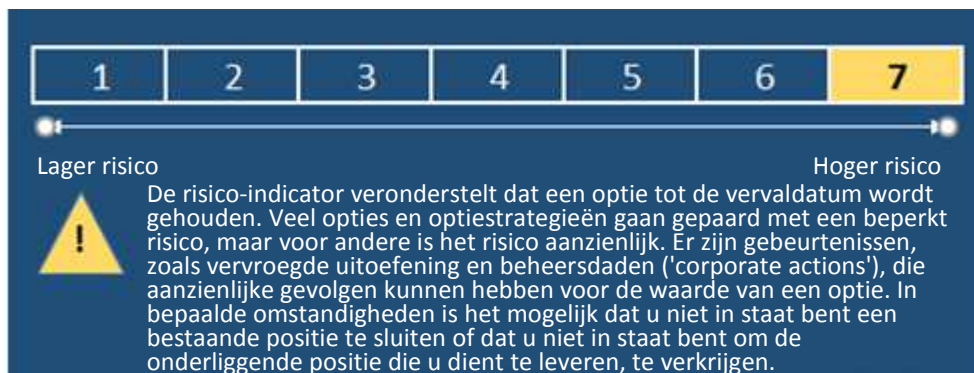 1 2 3 4 5 6 7
Lager risico Hoger risico
!
De risico-indicator veronderstelt dat een optie tot de vervaldatum wordt
gehouden. Veel opties en optiestrategieën gaan gepaard met een beperkt
risico, maar voor andere is het risico aanzienlijk. Er zijn gebeurtenissen,
zoals vervroegde uitoefening en beheersdaden ('corporate actions'), die
aanzienlijke gevolgen kunnen hebben voor de waarde van een optie. In
bepaalde omstandigheden is het mogelijk dat u niet in staat bent een
bestaande positie te sluiten of dat u niet in staat bent om de
onderliggende positie die u dient te leveren, te verkrijgen.